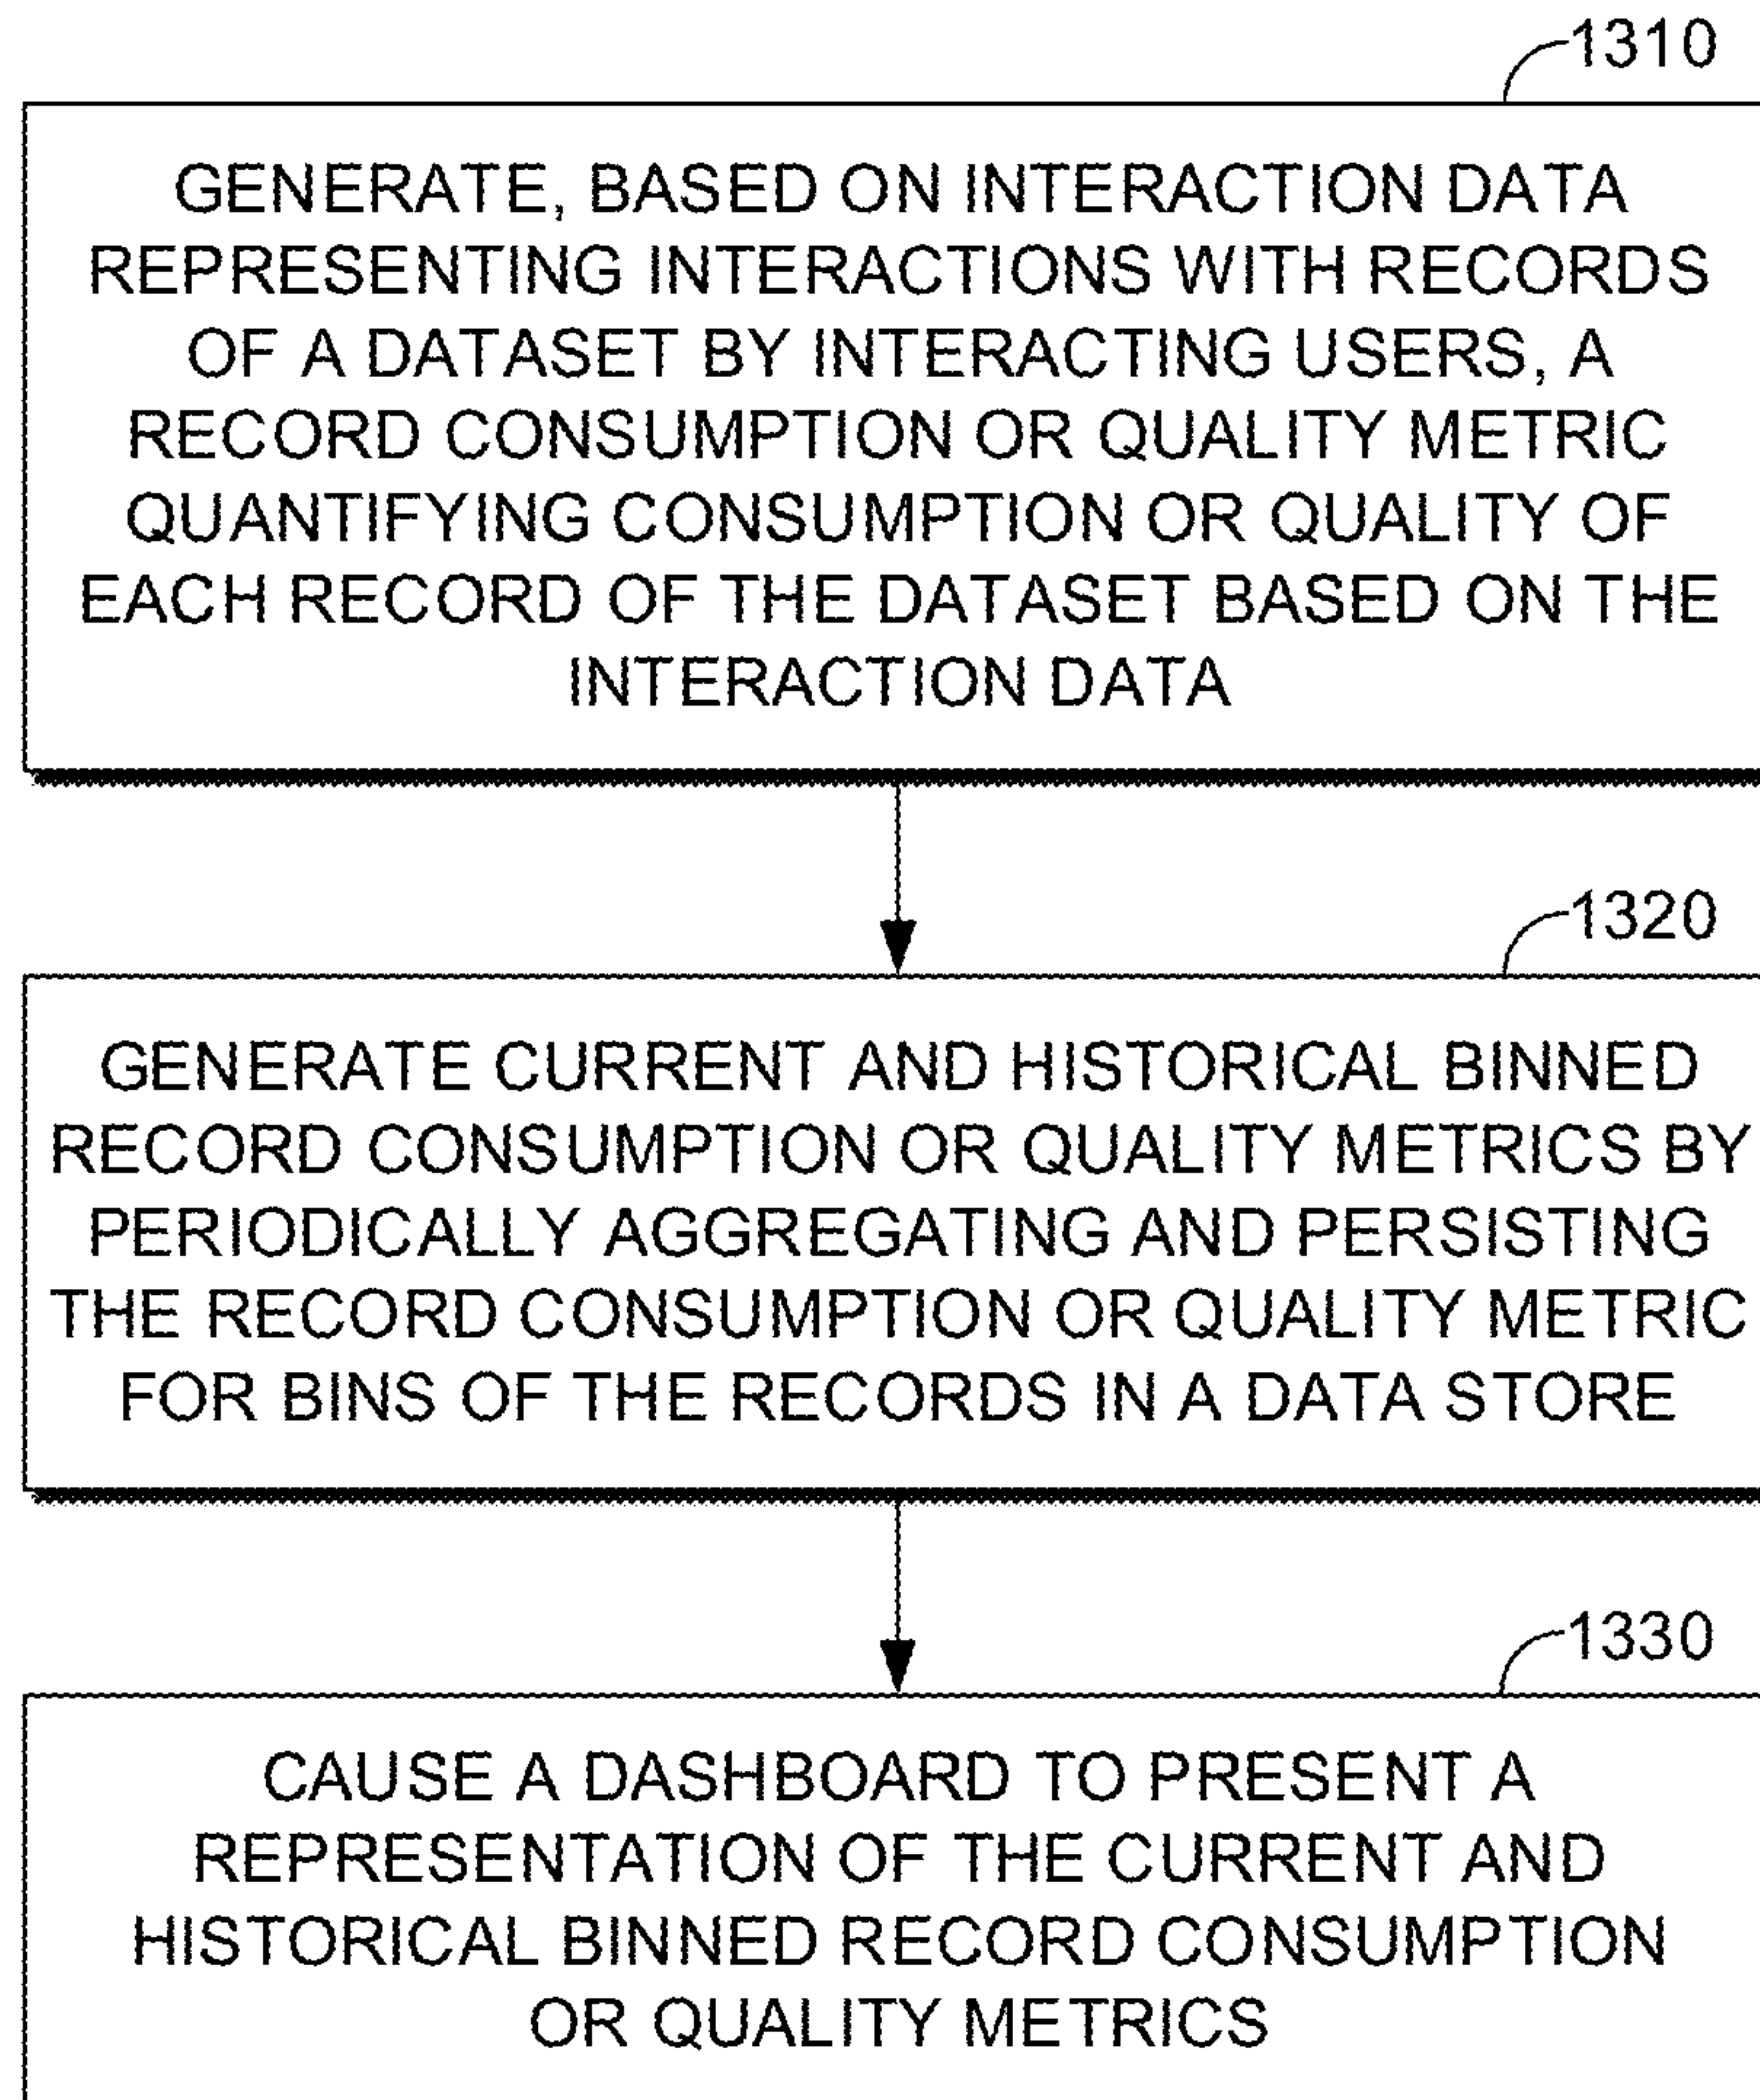 1310
GENERATE, BASED ON INTERACTION DATA
REPRESENTING INTERACTIONS WITH RECORDS
OF A DATASET BY INTERACTING USERS, A
RECORD CONSUMPTION OR QUALITY METRIC
QUANTIFYING CONSUMPTION OR QUALITY OF
EACH RECORD OF THE DATASET BASED ON THE
INTERACTION DATA
1320
GENERATE CURRENT AND HISTORICAL BINNED
RECORD CONSUMPTION OR QUALITY METRICS BY
PERIODICALLY AGGREGATING AND PERSISTING
THE RECORD CONSUMPTION OR QUALITY METRIC
FOR BINS OF THE RECORDS IN A DATA STORE
1330
CAUSE A DASHBOARD TO PRESENT A
REPRESENTATION OF THE CURRENT AND
HISTORICAL BINNED RECORD CONSUMPTION
OR QUALITY METRICS